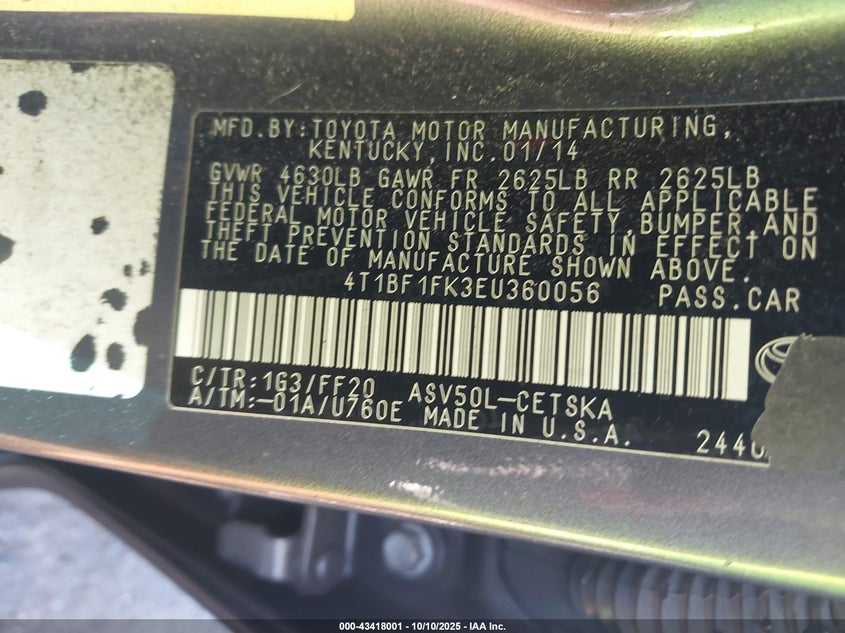 MFD.BY:TOYOTA MOTOR MANUFACTURING,
KENTUCKY,INC.01/14
GVWR 4630LB GAWR FR 2625LB RR 2625LB
THIS VEHICLE CONFORMS TO ALL APPLICABLE
FEDERAL MOTOR VEHICLE SAFETY,BUMPER,AND
THEFT PREVENTION STANDARDS IN EFFECT ON
THE DATE OF MANUFACTURE SHOWN ABOVE.
4T1BF1FK3EU360056 PASS.CAR
C/TR:1G3/FF20 ASV50L-CETSKA
A/TM:-01A/U760E MADE IN U.S.A.
244
000-43418001 - 10/10/2025 - IAA Inc.